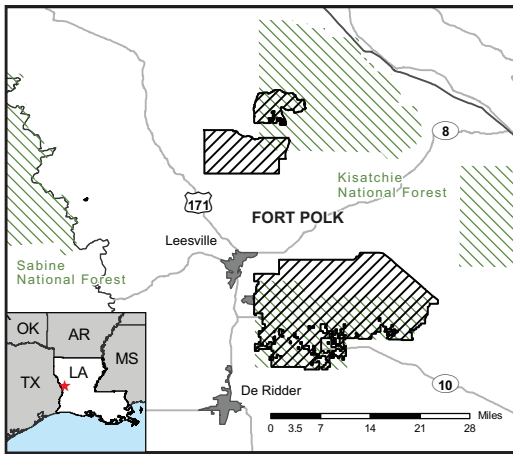 8
Kisatchie
National Forest
171
FORT POLK
Leesville
Sabine
National Forest
OK
AR
MS
TX
LA
De Ridder
10
Miles
0 3.5 7 14 21 28